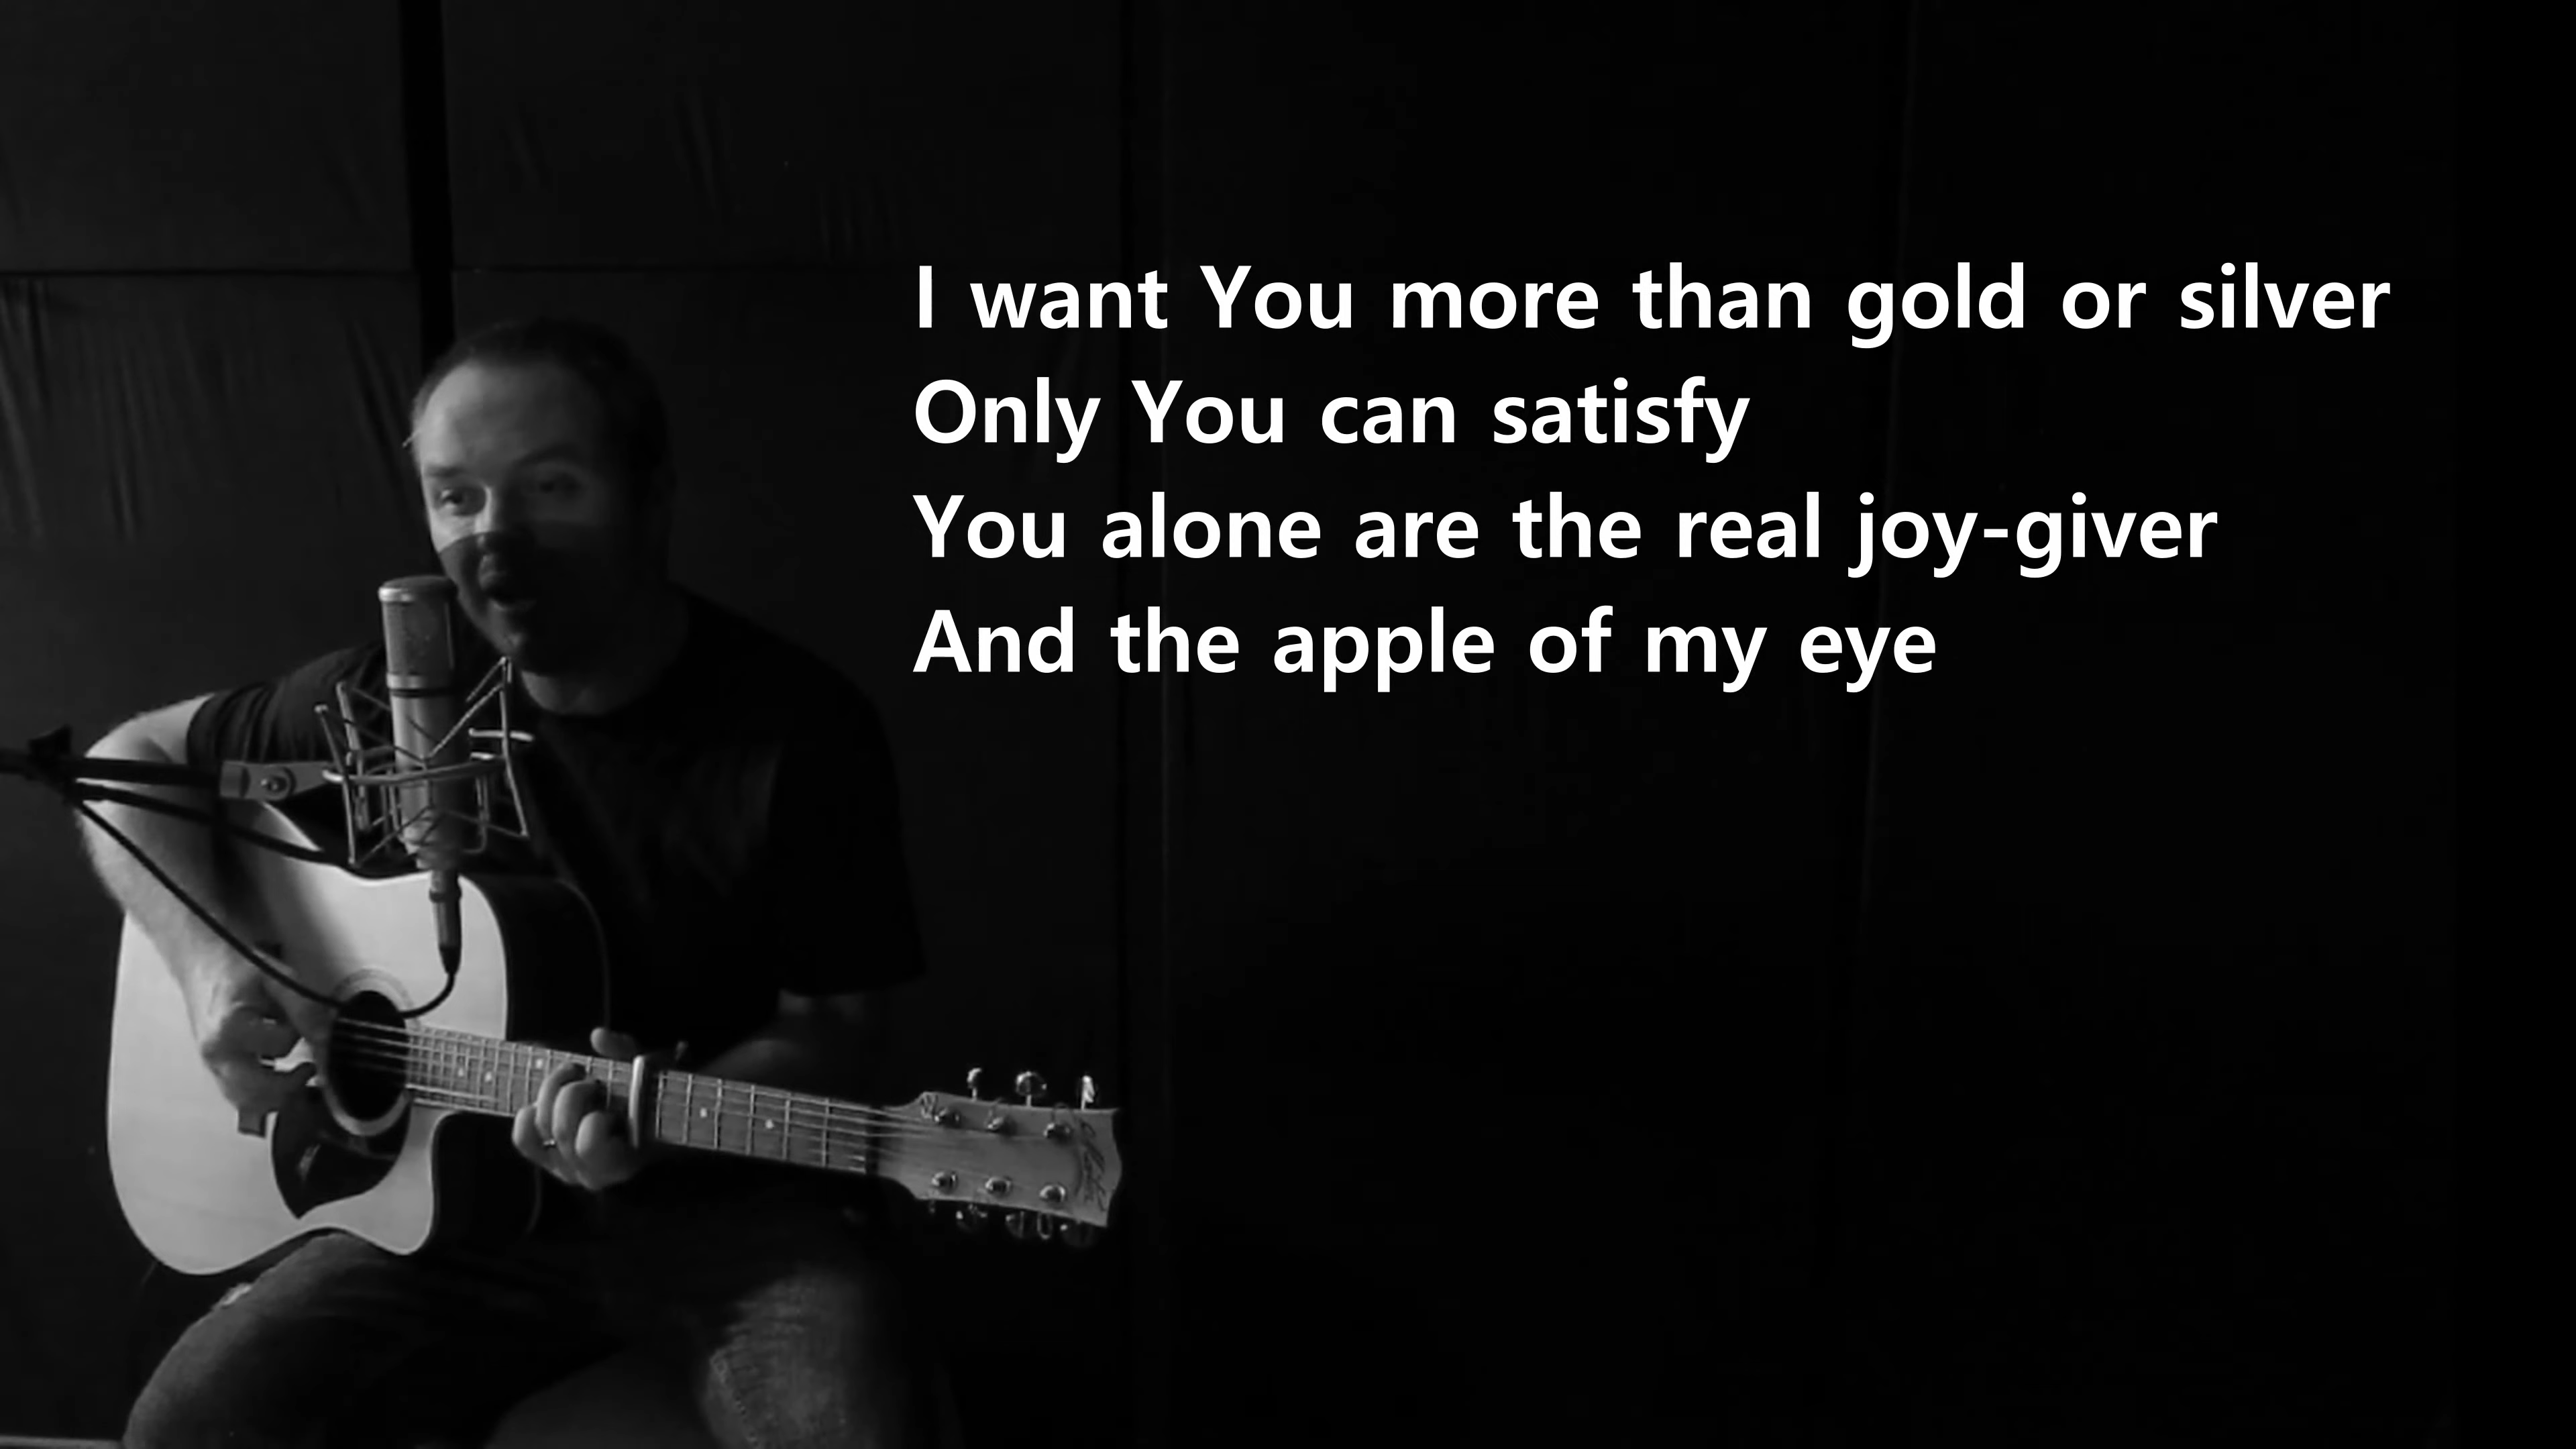 I want You more than gold or silver
Only You can satisfy
You alone are the real joy-giver
And the apple of my eye